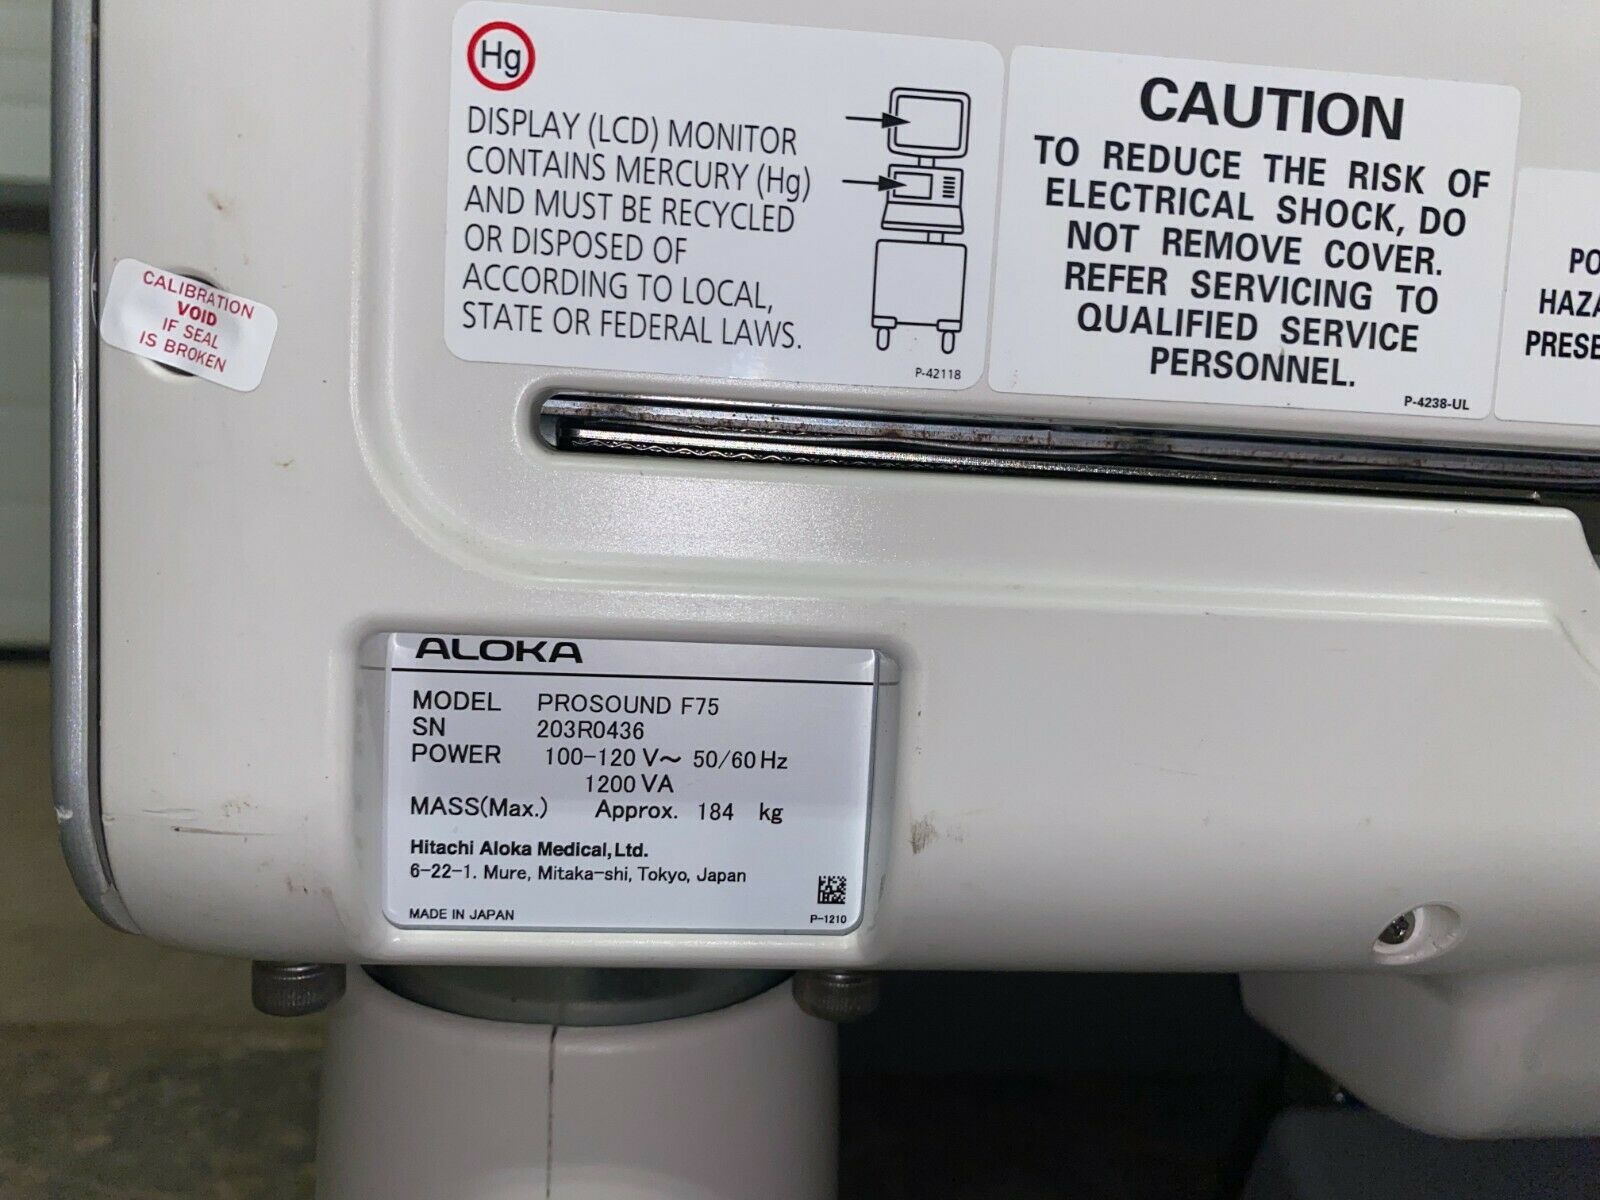 Hg
DISPLAY (LCD) MONITOR
CONTAINS MERCURY (Hg)
AND MUST BE RECYCLED
OR DISPOSED OF
ACCORDING TO LOCAL,
STATE OR FEDERAL LAWS.
P-42118
CAUTION
TO REDUCE THE RISK OF
ELECTRICAL SHOCK, DO
NOT REMOVE COVER.
REFER SERVICING TO
QUALIFIED SERVICE
PERSONNEL.
P-4238-UL
PO
HAZA
PRESE
CALIBRATION
VOID
IF SEAL
IS BROKEN
ALOKA
MODEL PROSOUND F75
SN 203R0436
POWER 100-120 V~ 50/60Hz
1200 VA
MASS(Max.) Approx. 184 kg
Hitachi Aloka Medical,Ltd.
6-22-1. Mure, Mitaka-shi, Tokyo, Japan
MADE IN JAPAN
P-1210